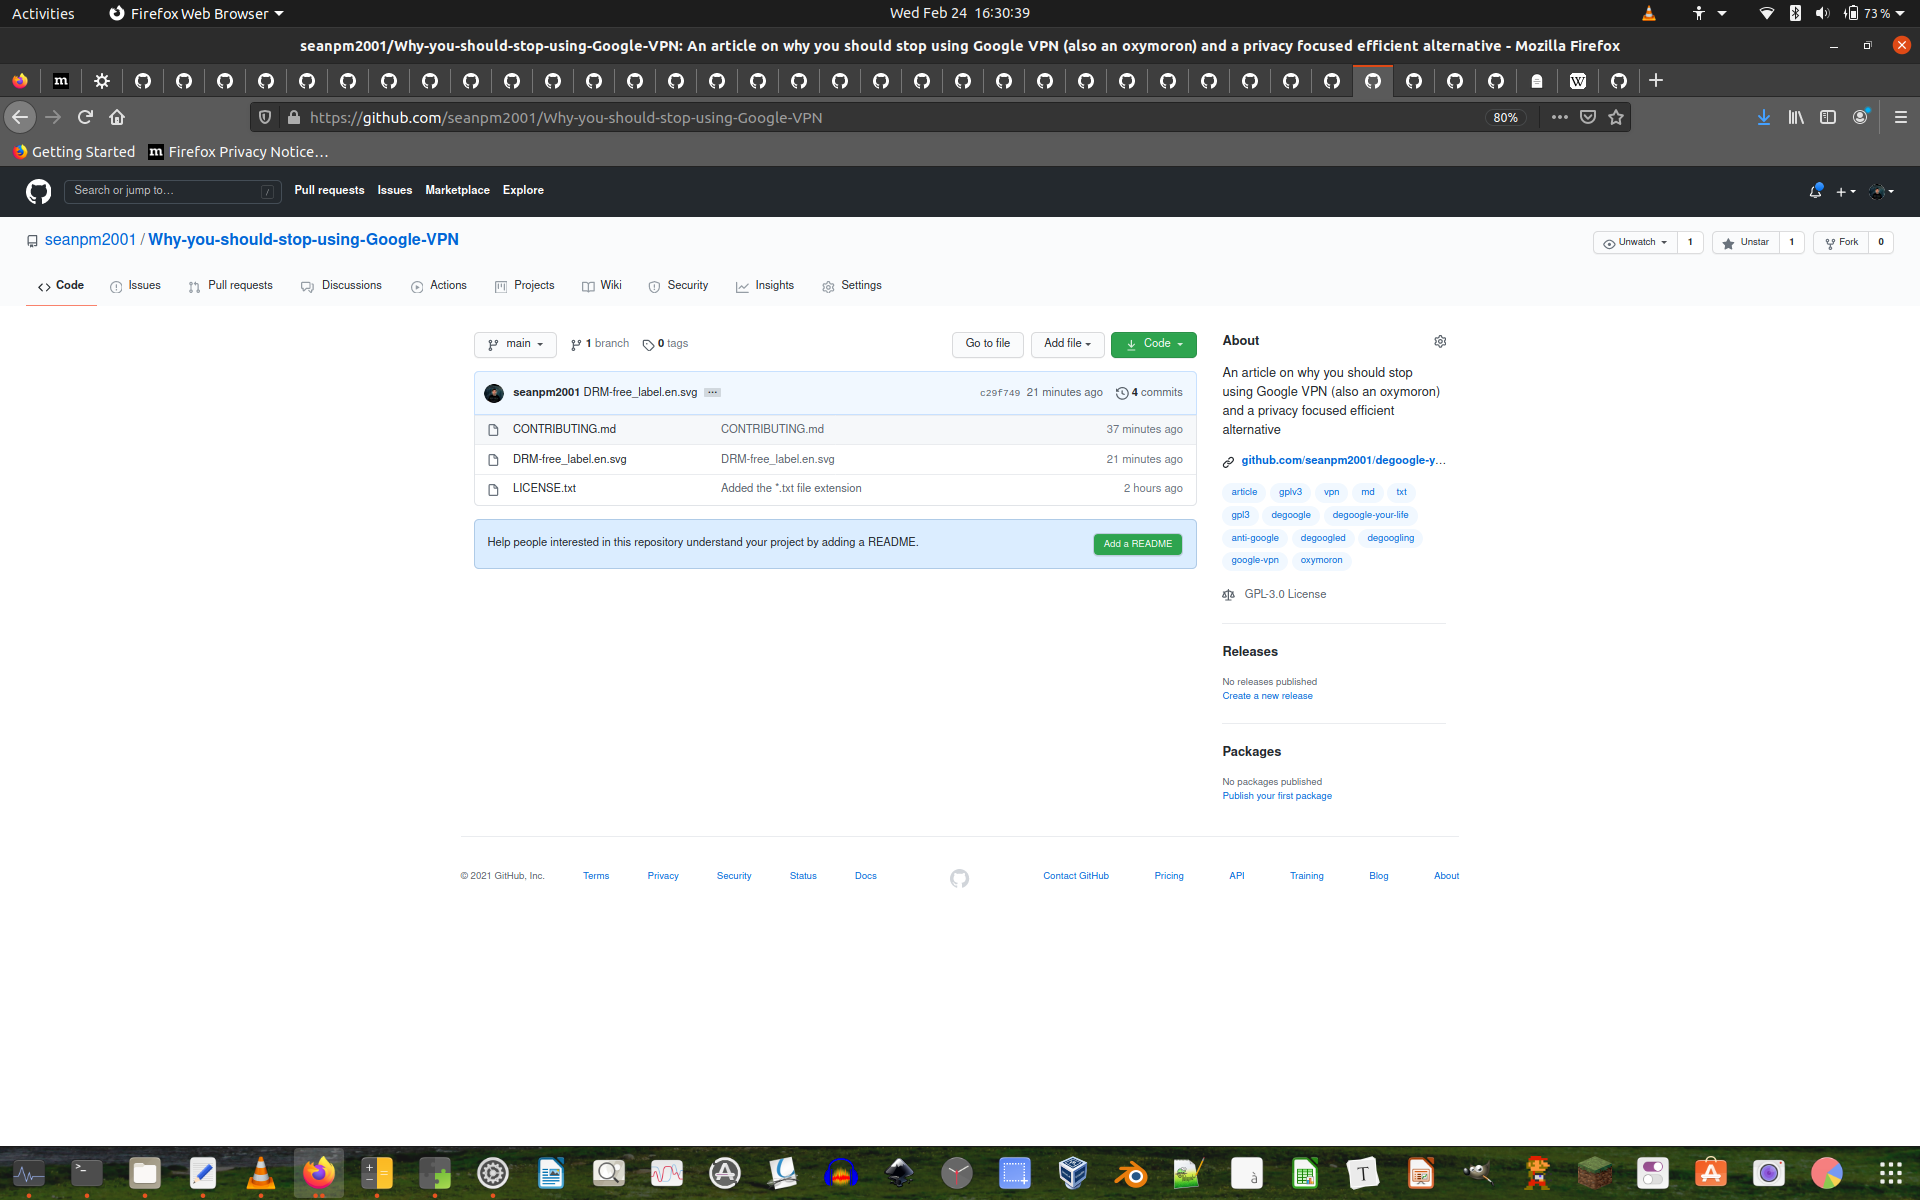 Activities Firefox Web Browser Wed Feb 24 16:30:39 73 %
seanpm2001/Why-you-should-stop-using-Google-VPN: An article on why you should stop using Google VPN (also an oxymoron) and a privacy focused efficient alternative - Mozilla Firefox
https://github.com/seanpm2001/Why-you-should-stop-using-Google-VPN 80%
Getting Started Firefox Privacy Notice…
Search or jump to… / Pull requests Issues Marketplace Explore
seanpm2001 / Why-you-should-stop-using-Google-VPN Unwatch 1 Unstar 1 Fork 0
Code Issues Pull requests Discussions Actions Projects Wiki Security Insights Settings
main 1 branch 0 tags Go to file Add file Code
seanpm2001 DRM-free_label.en.svg ... c29f749 21 minutes ago 4 commits
CONTRIBUTING.md CONTRIBUTING.md 37 minutes ago
DRM-free_label.en.svg DRM-free_label.en.svg 21 minutes ago
LICENSE.txt Added the *.txt file extension 2 hours ago
Help people interested in this repository understand your project by adding a README. Add a README
About
An article on why you should stop
using Google VPN (also an oxymoron)
and a privacy focused efficient
alternative
github.com/seanpm2001/degoogle-y...
article gplv3 vpn md txt
gpl3 degoogle degoogle-your-life
anti-google degoogled degoogling
google-vpn oxymoron
GPL-3.0 License
Releases
No releases published
Create a new release
Packages
No packages published
Publish your first package
© 2021 GitHub, Inc. Terms Privacy Security Status Docs Contact GitHub Pricing API Training Blog About